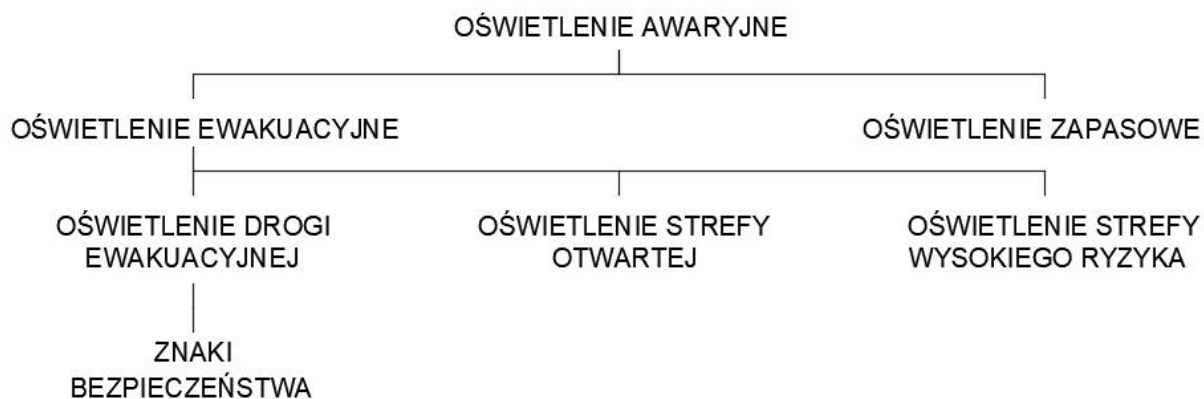 OŚWIETLENIE AWARYJNE
OŚWIETLENIE EWAKUACYJNE
OŚWIETLENIE ZAPASOWE
OŚWIETLENIE DROGI
EWAKUACYJNEJ
OŚWIETLENIE STREFY
OTWARTEJ
OŚWIETLENIE STREFY
WYSOKIEGO RYZYKA
ZNAKI
BEZPIECZEŃSTWA